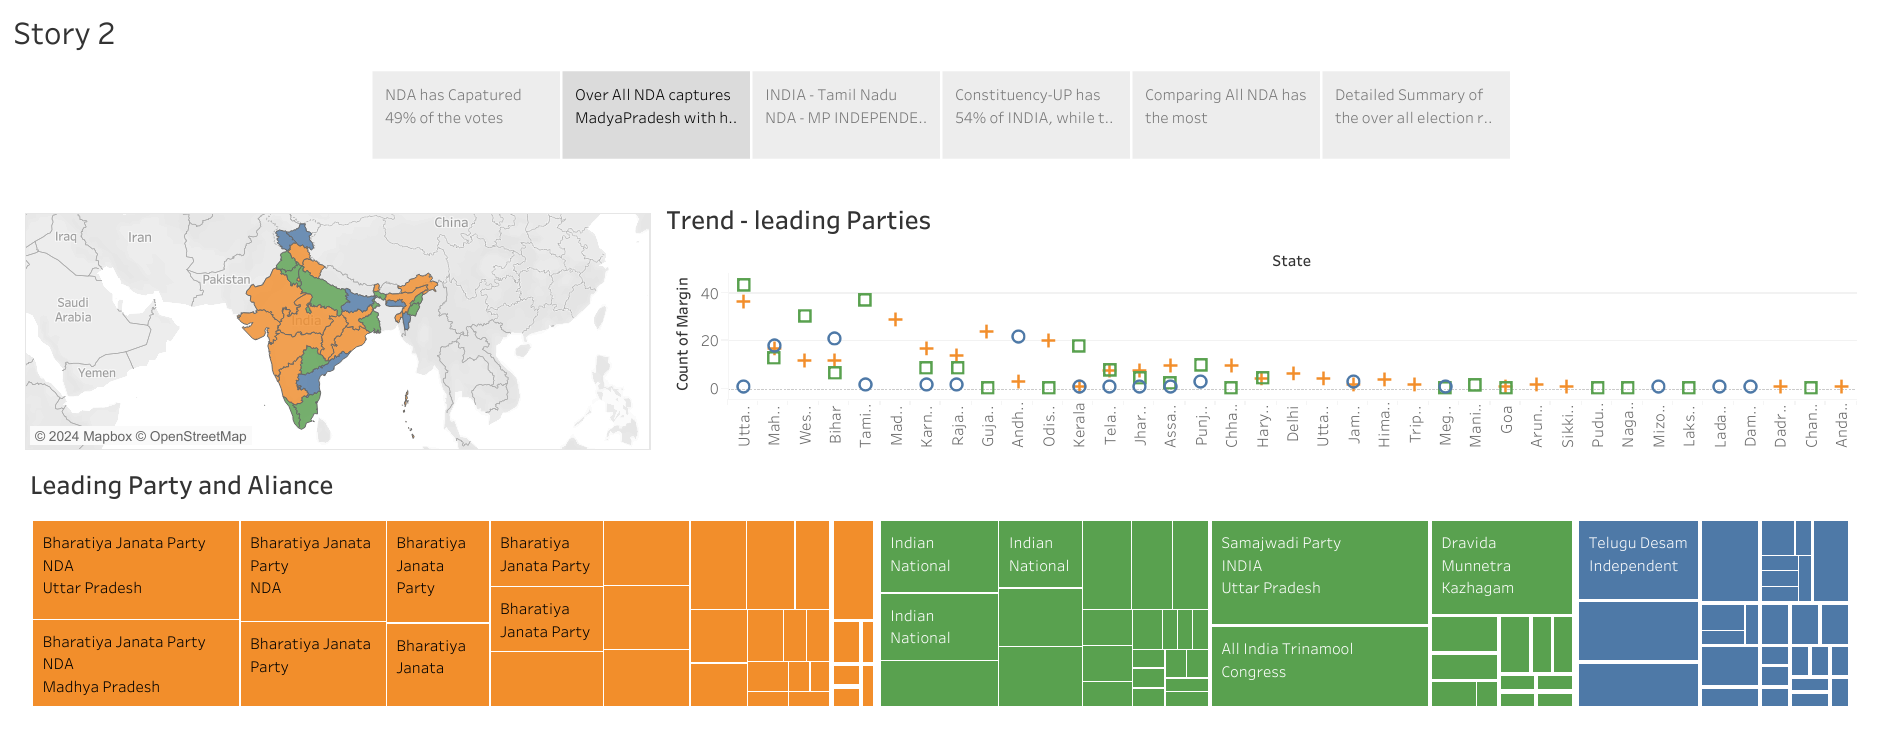 Story 2
NDA has Capatured
49% of the votes
Over All NDA captures
MadyaPradesh with h..
INDIA - Tamil Nadu
NDA - MP INDEPENDE..
Constituency-UP has
54% of INDIA, while t..
Comparing All NDA has
the most
Detailed Summary of
the over all election r..
China
Iraq
Iran
Pakistan
Saudi
Arabia
India
Yemen
© 2024 Mapbox © OpenStreetMap
Trend - leading Parties
State
Count of Margin
40
20
0
Utta..
Mah..
Wes..
Bihar
Tami..
Mad..
Karn..
Raja..
Guja..
Andh..
Odis..
Kerala
Tela..
Jhar..
Assa..
Punj..
Chha..
Hary..
Delhi
Utta..
Jam..
Hima..
Trip..
Meg..
Mani..
Goa
Arun..
Sikki..
Pudu..
Naga..
Mizo..
Laks..
Lada..
Dam..
Dadr..
Chan..
Anda..
Leading Party and Aliance
Bharatiya Janata Party
NDA
Uttar Pradesh
Bharatiya Janata Party
NDA
Madhya Pradesh
Bharatiya Janata
Party
NDA
Bharatiya Janata
Party
Bharatiya
Janata
Party
Bharatiya
Janata
Bharatiya
Janata Party
Bharatiya
Janata Party
Indian
National
Indian
National
Indian
National
Samajwadi Party
INDIA
Uttar Pradesh
All India Trinamool
Congress
Dravida
Munnetra
Kazhagam
Telugu Desam
Independent